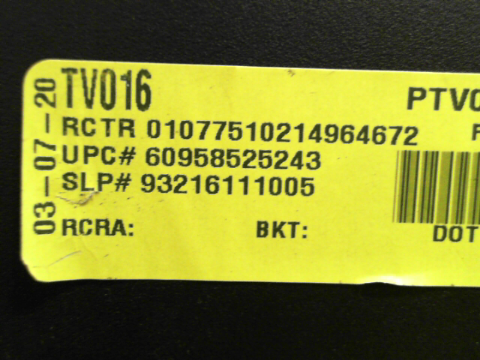 03-07-20
TV016 PTV0
RCTR 01077510214964672 F
UPC# 60958525243
SLP# 93216111005
RCRA: BKT: DOT